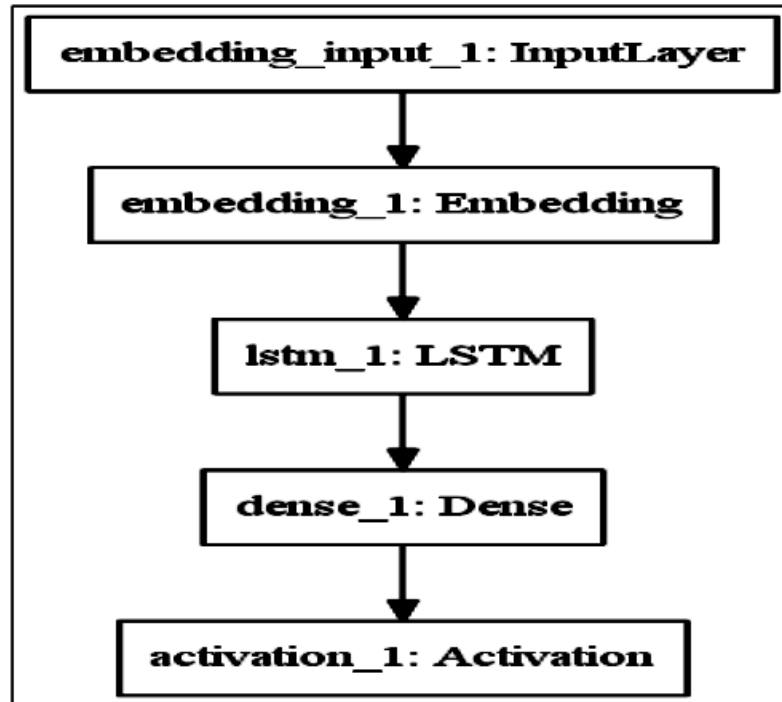 embedding_input_1: InputLayer
embedding_1: Embedding
lstm_1: LSTM
dense_1: Dense
activation_1: Activation